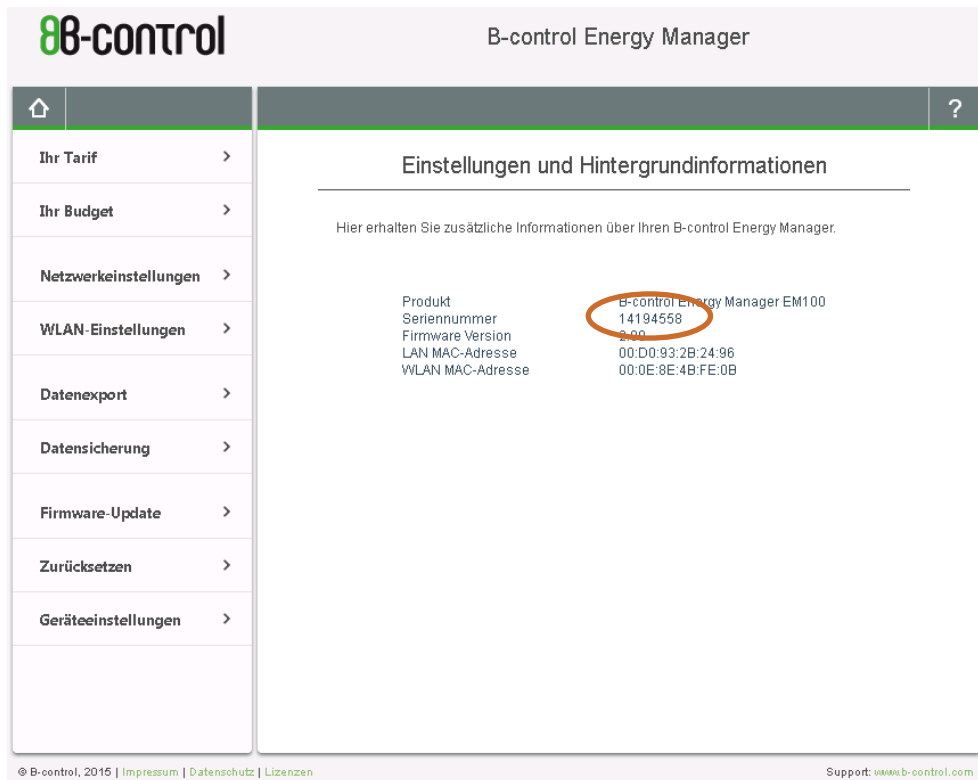 B-control
B-control Energy Manager
?
Ihr Tarif
Ihr Budget
Netzwerkeinstellungen
WLAN-Einstellungen
Datenexport
Datensicherung
Firmware-Update
Zurücksetzen
Geräteeinstellungen
Einstellungen und Hintergrundinformationen
Hier erhalten Sie zusätzliche Informationen über Ihren B-control Energy Manager.
Produkt B-control Energy Manager EM100
Seriennummer 14194558
Firmware Version
LAN MAC-Adresse 00:D0:93:2B:24:96
WLAN MAC-Adresse 00:0E:8E:4B:FE:0B
© B-control, 2015 | Impressum | Datenschutz | Lizenzen
Support: www.b-control.com